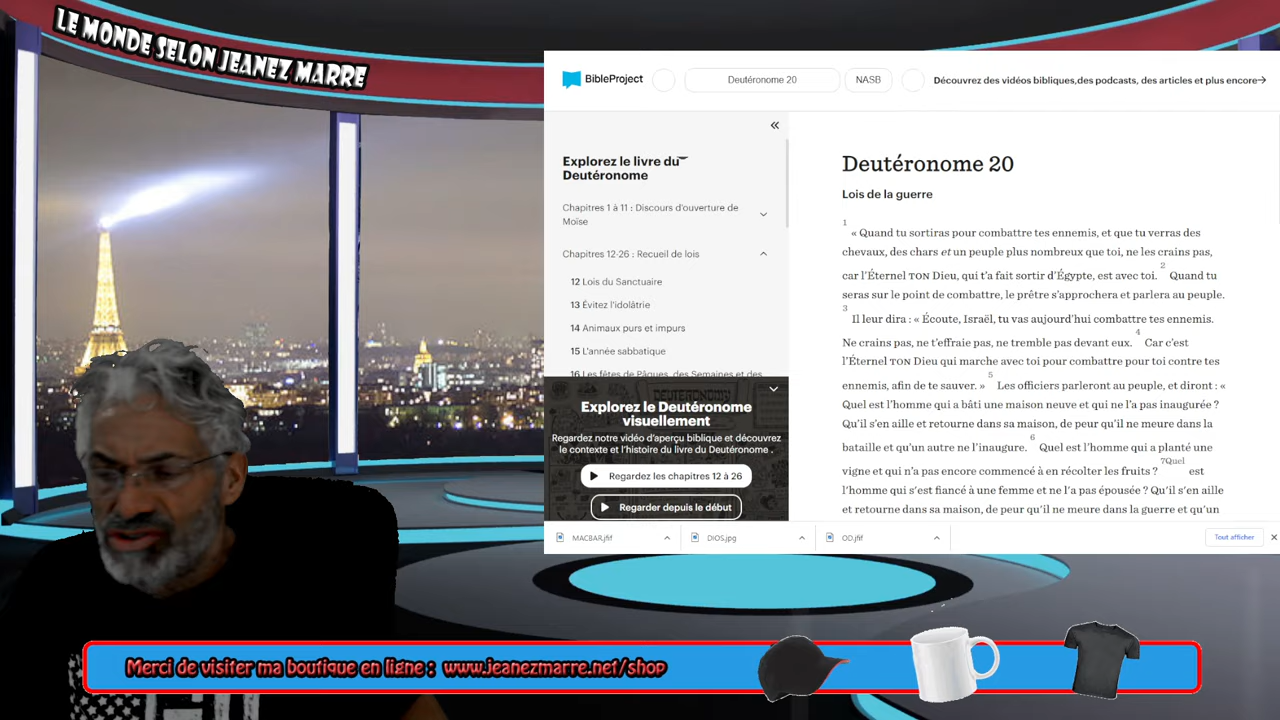 LE MONDE SELON JEANEZ MARRE
BibleProject
Deutéronome 20
NASB
Découvrez des vidéos bibliques,des podcasts, des articles et plus encore→
«
Explorez le livre du
Deutéronome
Chapitres 1 à 11 : Discours d'ouverture de
Moïse
Chapitres 12-26 : Recueil de lois
12 Lois du Sanctuaire
13 Évitez l'idolâtrie
14 Animaux purs et impurs
15 L'année sabbatique
16 Les fêtes de Pâques, des Semaines et des
Explorez le Deutéronome
visuellement
Regardez notre vidéo d'aperçu biblique et découvrez
le contexte et l'histoire du livre du Deutéronome .
Regardez les chapitres 12 à 26
Regarder depuis le début
Deutéronome 20
Lois de la guerre
1 « Quand tu sortiras pour combattre tes ennemis, et que tu verras des
chevaux, des chars et un peuple plus nombreux que toi, ne les crains pas,
car l'Éternel TON Dieu, qui t'a fait sortir d'Égypte, est avec toi. 2 Quand tu
seras sur le point de combattre, le prêtre s'approchera et parlera au peuple.
3 Il leur dira : « Écoute, Israël, tu vas aujourd'hui combattre tes ennemis.
Ne crains pas, ne t'effraie pas, ne tremble pas devant eux. 4 Car c'est
l'Éternel TON Dieu qui marche avec toi pour combattre pour toi contre tes
ennemis, afin de te sauver. » 5 Les officiers parleront au peuple, et diront : «
Quel est l'homme qui a bâti une maison neuve et qui ne l'a pas inaugurée ?
Qu'il s'en aille et retourne dans sa maison, de peur qu'il ne meure dans la
bataille et qu'un autre ne l'inaugure. 6 Quel est l'homme qui a planté une
vigne et qui n'a pas encore commencé à en récolter les fruits ? 7Quel est
l'homme qui s'est fiancé à une femme et ne l'a pas épousée ? Qu'il s'en aille
et retourne dans sa maison, de peur qu'il ne meure dans la guerre et qu'un
MACBAR.jfif
DIOS.jpg
OD.jfif
Tout afficher
Merci de visiter ma boutique en ligne : www.jeanezmarre.net/shop